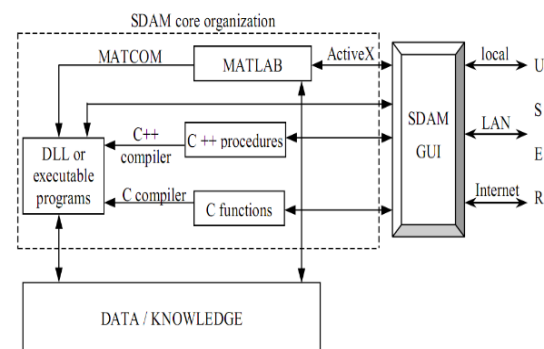 SDAM core organization
MATCOM
MATLAB
ActiveX
local
U
S
E
R
SDAM
GUI
LAN
Internet
C++
compiler
C ++ procedures
DLL or
executable
programs
C compiler
C functions
DATA / KNOWLEDGE